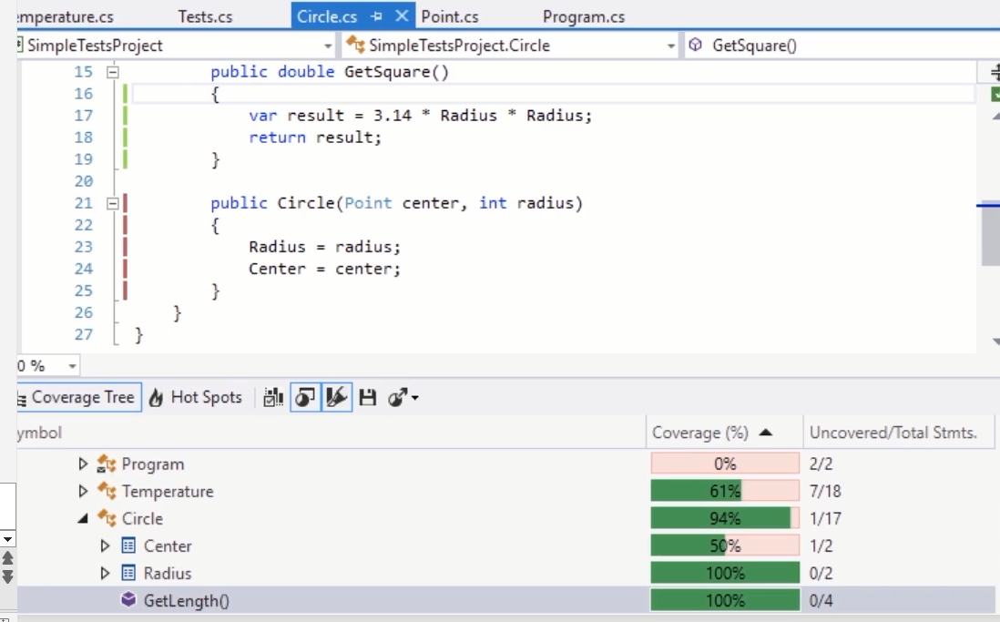 emperature.cs Tests.cs Circle.cs Point.cs Program.cs
SimpleTestsProject SimpleTestsProject.Circle GetSquare()
15 public double GetSquare()
16 {
17 var result = 3.14 * Radius * Radius;
18 return result;
19 }
20
21 public Circle(Point center, int radius)
22 {
23 Radius = radius;
24 Center = center;
25 }
26 }
27 }
0 %
Coverage Tree Hot Spots
ymbol Coverage (%) Uncovered/Total Stmts.
Program 0% 2/2
Temperature 61% 7/18
Circle 94% 1/17
Center 50% 1/2
Radius 100% 0/2
GetLength() 100% 0/4